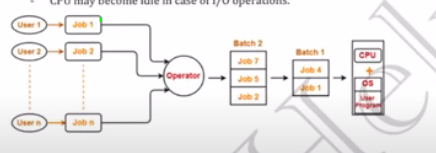 CPU may become idle in case of I/O operations.
User 1
Job 1
User 2
Job 2
User n
Job n
Operator
Batch 2
Job 7
Job 5
Job 2
Batch 1
Job 4
Job 1
CPU
+
OS
User
Program